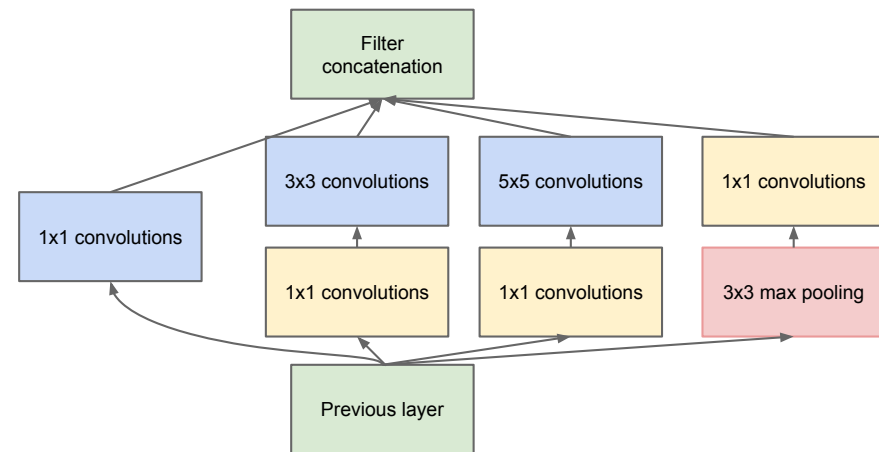 Filter
concatenation
3x3 convolutions
5x5 convolutions
1x1 convolutions
1x1 convolutions
1x1 convolutions
1x1 convolutions
3x3 max pooling
Previous layer